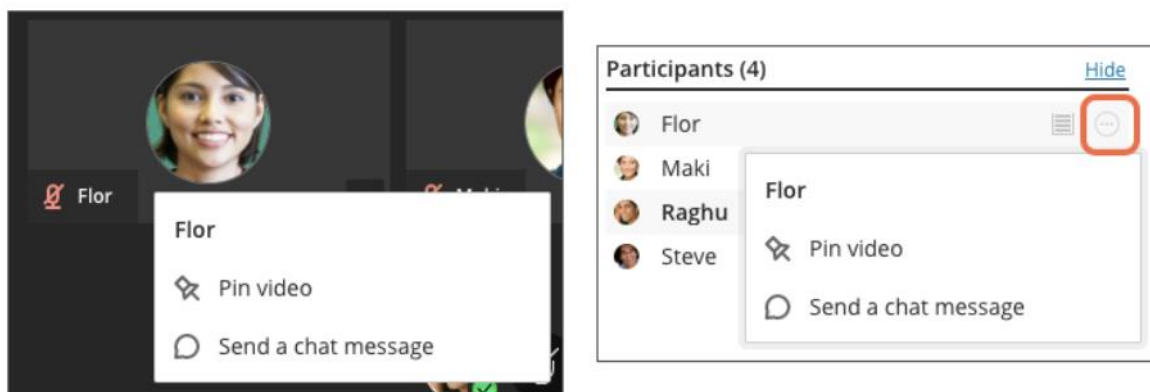 Flor
Flor
Pin video
Send a chat message
Participants (4) Hide
Flor
Maki
Raghu
Steve
Flor
Pin video
Send a chat message